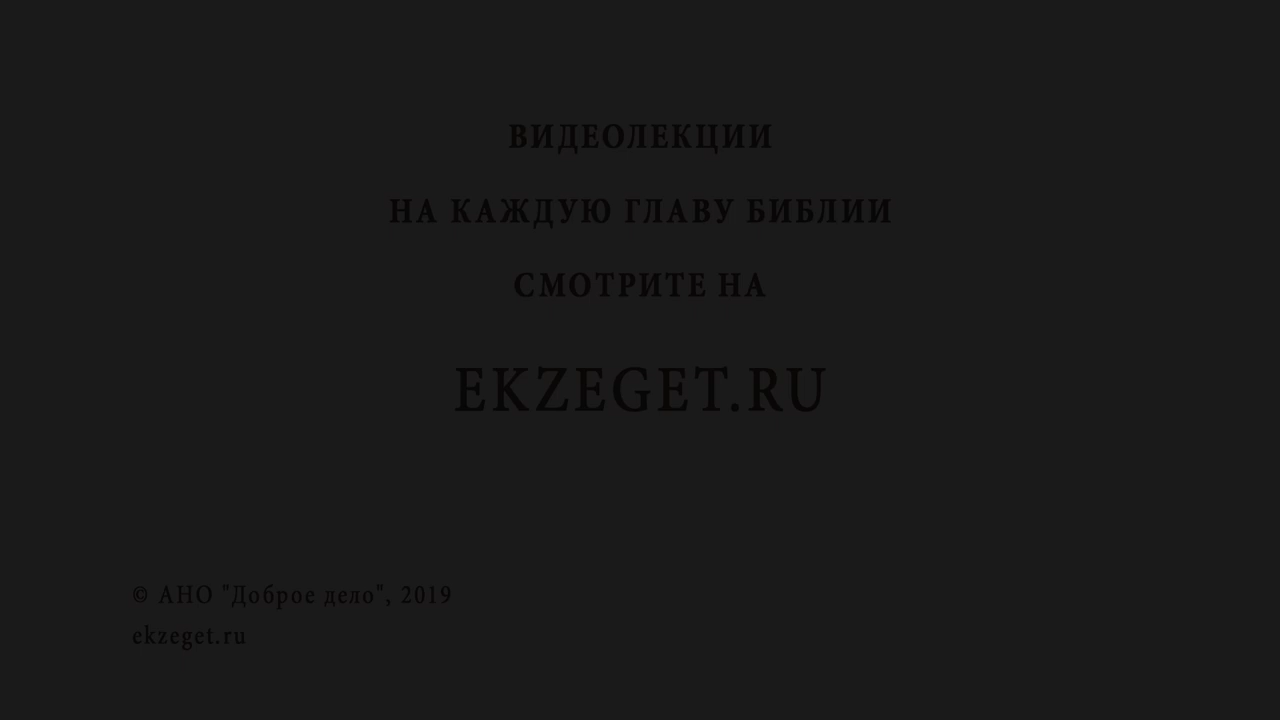 ВИДЕОЛЕКЦИИ
НА КАЖДУЮ ГЛАВУ БИБЛИИ
СМОТРИТЕ НА
EKZEGET.RU
© АНО "Доброе дело", 2019
ekzeget.ru